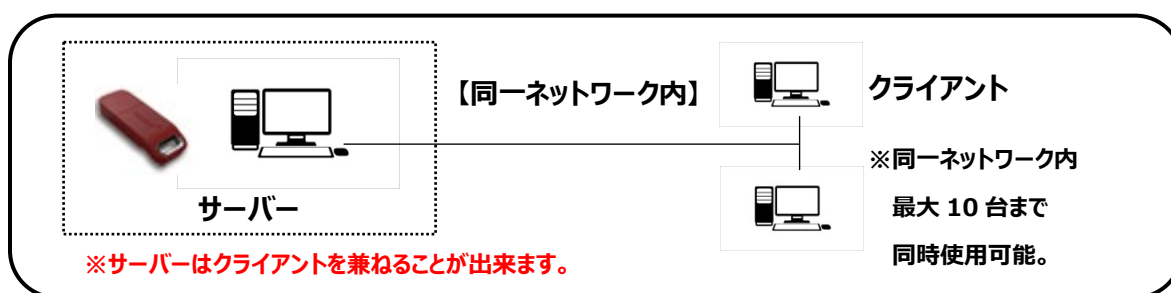 【同一ネットワーク内】
クライアント
サーバー
※同一ネットワーク内
最大 10 台まで
同時使用可能。
※サーバーはクライアントを兼ねることが出来ます。